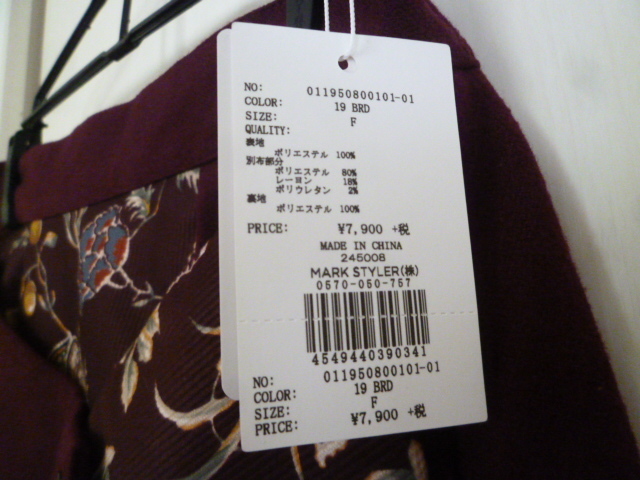 NO: 011950800101-01
COLOR: 19 BRD
SIZE: F
QUALITY:
表地
ポリエステル 100%
別布部分
ポリエステル 80%
レーヨン 18%
ポリウレタン 2%
裏地
ポリエステル 100%
PRICE: ¥7,900 +税
MADE IN CHINA
245008
MARK STYLER(株)
0570-050-757
4549440390341
NO: 011950800101-01
COLOR: 19 BRD
SIZE: F
PRICE: ¥7,900 +税